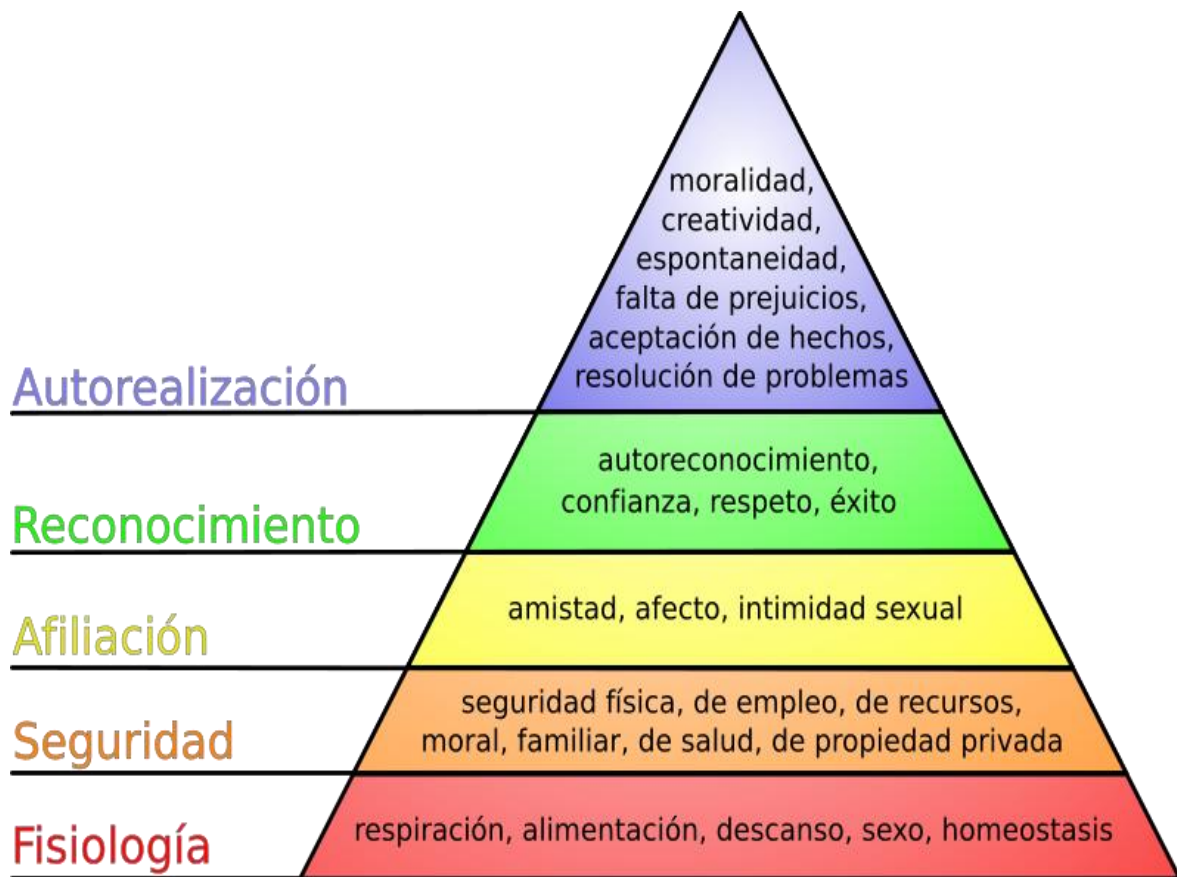 moralidad,
creatividad,
espontaneidad,
falta de prejuicios,
aceptación de hechos,
resolución de problemas
Autorealización
autoreconocimiento,
confianza, respeto, éxito
Reconocimiento
amistad, afecto, intimidad sexual
Afiliación
seguridad física, de empleo, de recursos,
moral, familiar, de salud, de propiedad privada
Seguridad
respiración, alimentación, descanso, sexo, homeostasis
Fisiología